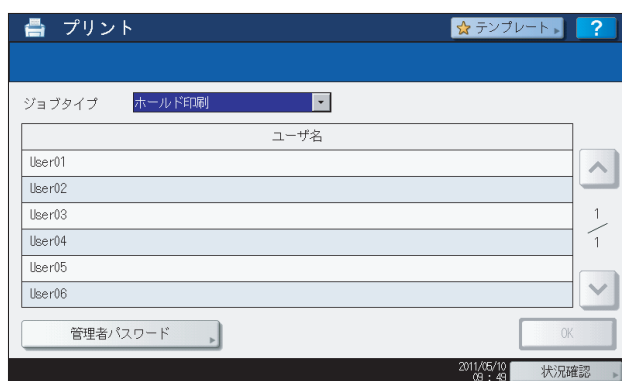 プリント
テンプレート
?
ジョブタイプ ホールド印刷
ユーザ名
User01
User02
User03
User04
User05
User06
1
1
管理者パスワード
OK
2011/05/10
09 : 49
状況確認